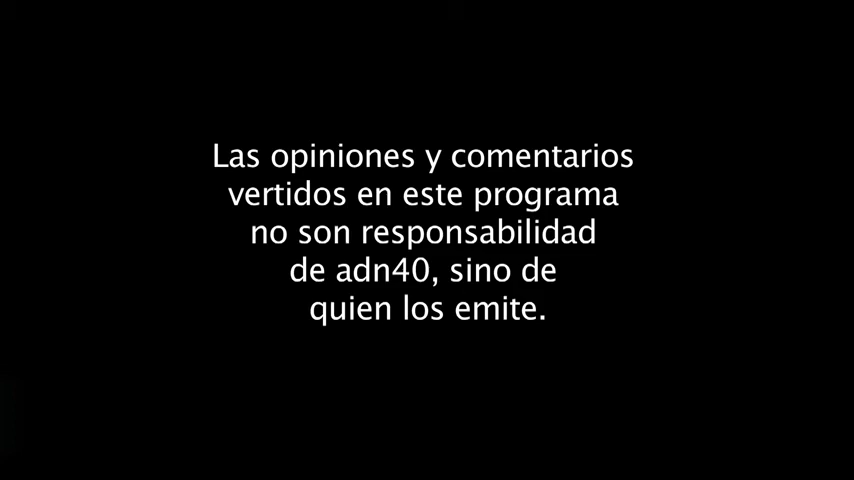 Las opiniones y comentarios
vertidos en este programa
no son responsabilidad
de adn40, sino de
quien los emite.